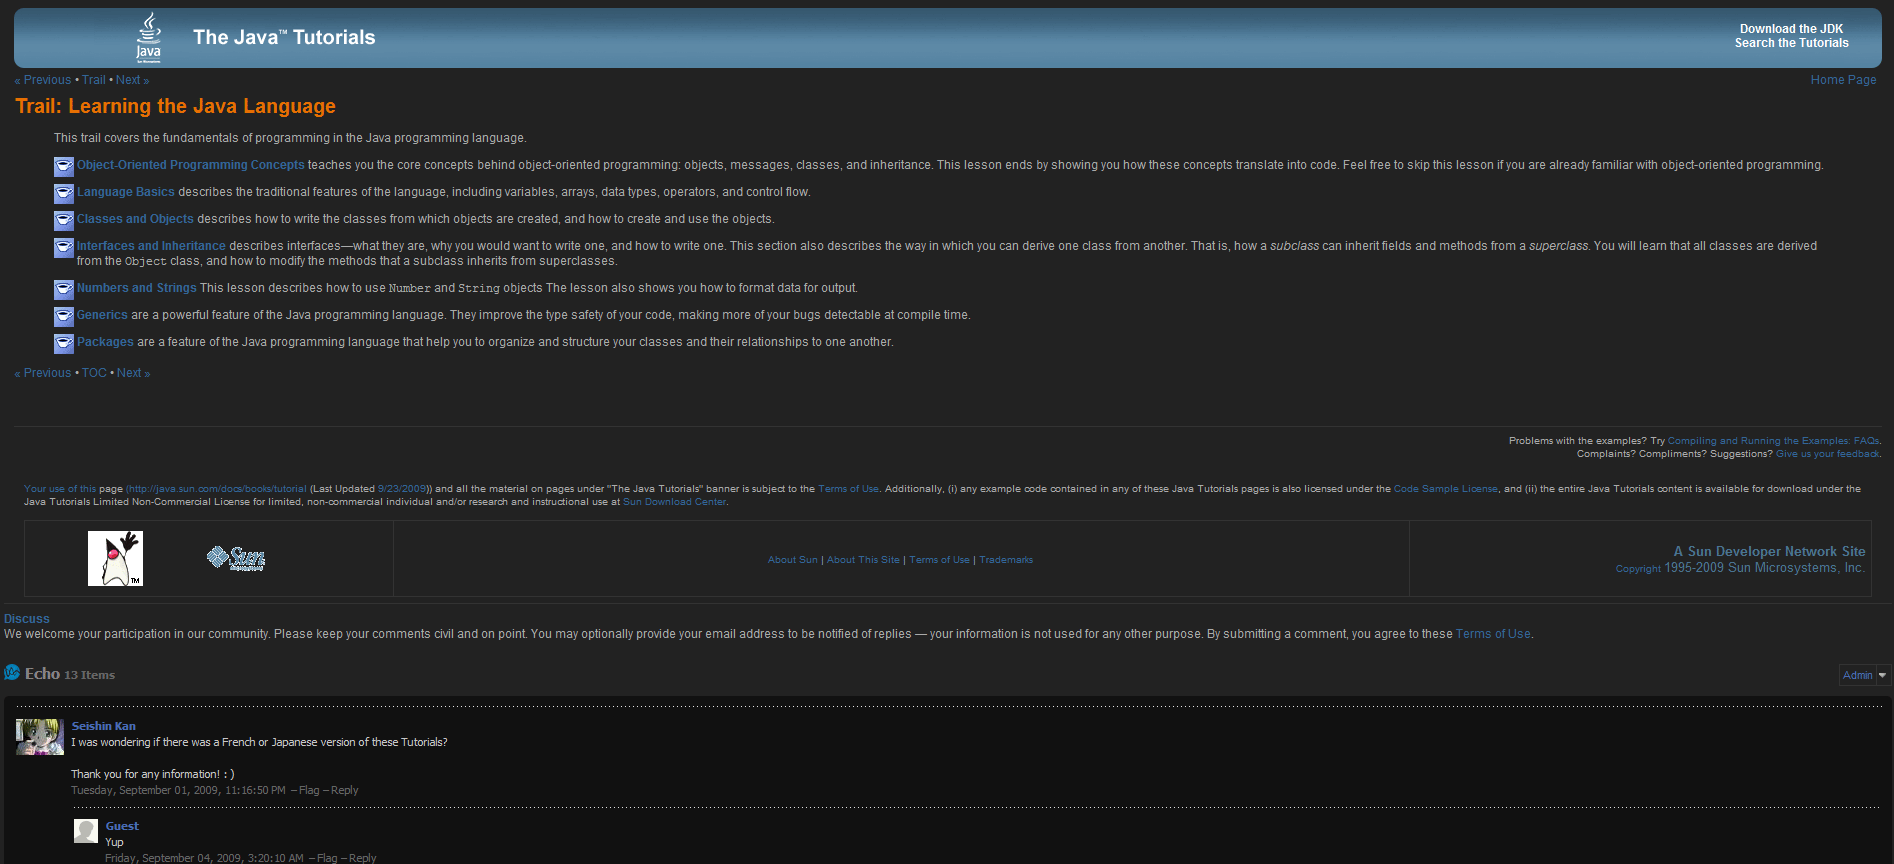 Java
The Java™ Tutorials
Download the JDK
Search the Tutorials
« Previous • Trail • Next »
Home Page
Trail: Learning the Java Language
This trail covers the fundamentals of programming in the Java programming language.
Object-Oriented Programming Concepts teaches you the core concepts behind object-oriented programming: objects, messages, classes, and inheritance. This lesson ends by showing you how these concepts translate into code. Feel free to skip this lesson if you are already familiar with object-oriented programming.
Language Basics describes the traditional features of the language, including variables, arrays, data types, operators, and control flow.
Classes and Objects describes how to write the classes from which objects are created, and how to create and use the objects.
Interfaces and Inheritance describes interfaces—what they are, why you would want to write one, and how to write one. This section also describes the way in which you can derive one class from another. That is, how a subclass can inherit fields and methods from a superclass. You will learn that all classes are derived
from the Object class, and how to modify the methods that a subclass inherits from superclasses.
Numbers and Strings This lesson describes how to use Number and String objects The lesson also shows you how to format data for output.
Generics are a powerful feature of the Java programming language. They improve the type safety of your code, making more of your bugs detectable at compile time.
Packages are a feature of the Java programming language that help you to organize and structure your classes and their relationships to one another.
« Previous • TOC • Next »
Problems with the examples? Try Compiling and Running the Examples: FAQs.
Complaints? Compliments? Suggestions? Give us your feedback.
Your use of this page (http://java.sun.com/docs/books/tutorial (Last Updated 9/23/2009)) and all the material on pages under "The Java Tutorials" banner is subject to the Terms of Use. Additionally, (i) any example code contained in any of these Java Tutorials pages is also licensed under the Code Sample License, and (ii) the entire Java Tutorials content is available for download under the
Java Tutorials Limited Non-Commercial License for limited, non-commercial individual and/or research and instructional use at Sun Download Center.
TM
Sun
About Sun | About This Site | Terms of Use | Trademarks
A Sun Developer Network Site
Copyright 1995-2009 Sun Microsystems, Inc.
Discuss
We welcome your participation in our community. Please keep your comments civil and on point. You may optionally provide your email address to be notified of replies — your information is not used for any other purpose. By submitting a comment, you agree to these Terms of Use.
Echo 13 Items
Admin
Seishin Kan
I was wondering if there was a French or Japanese version of these Tutorials?
Thank you for any information! : )
Tuesday, September 01, 2009, 11:16:50 PM – Flag – Reply
Guest
Yup
Friday, September 04, 2009, 3:20:10 AM – Flag – Reply